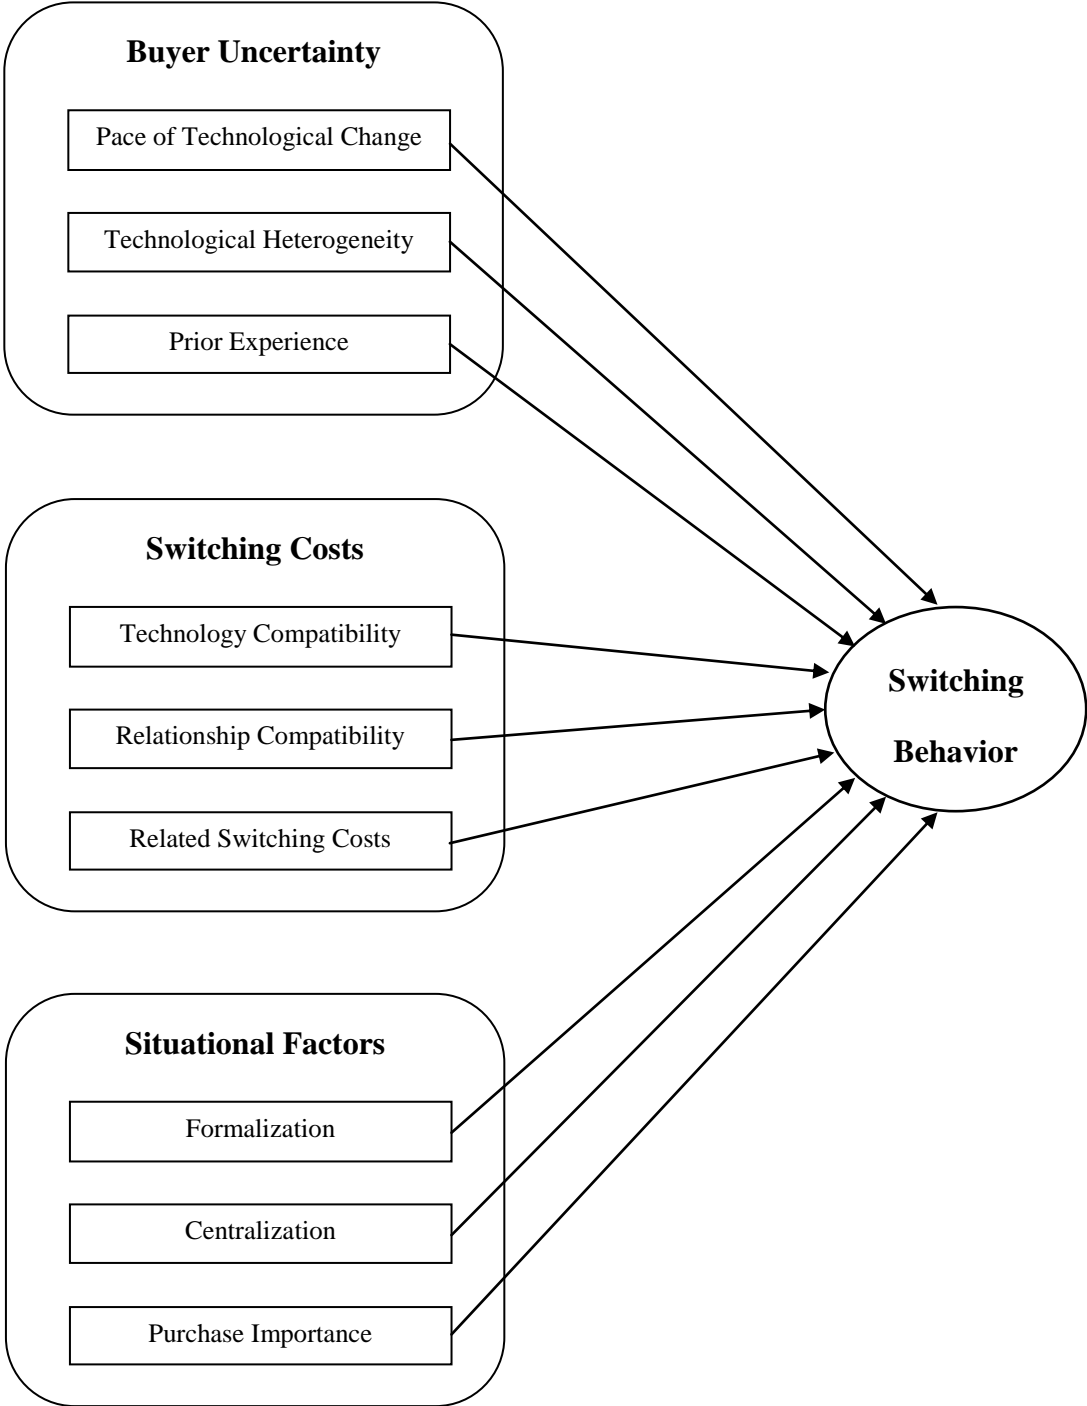 Buyer Uncertainty
Pace of Technological Change
Technological Heterogeneity
Prior Experience
Switching Costs
Technology Compatibility
Relationship Compatibility
Related Switching Costs
Switching
Behavior
Situational Factors
Formalization
Centralization
Purchase Importance